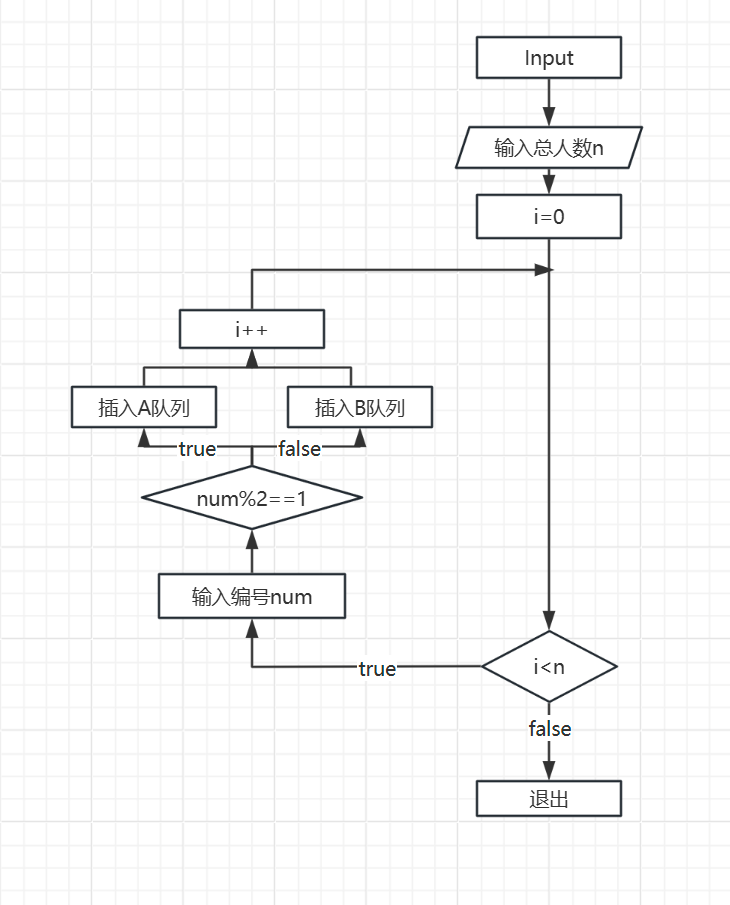 Input
输入总人数n
i=0
i++
插入A队列
插入B队列
true
false
num%2==1
输入编号num
true
i<n
false
退出